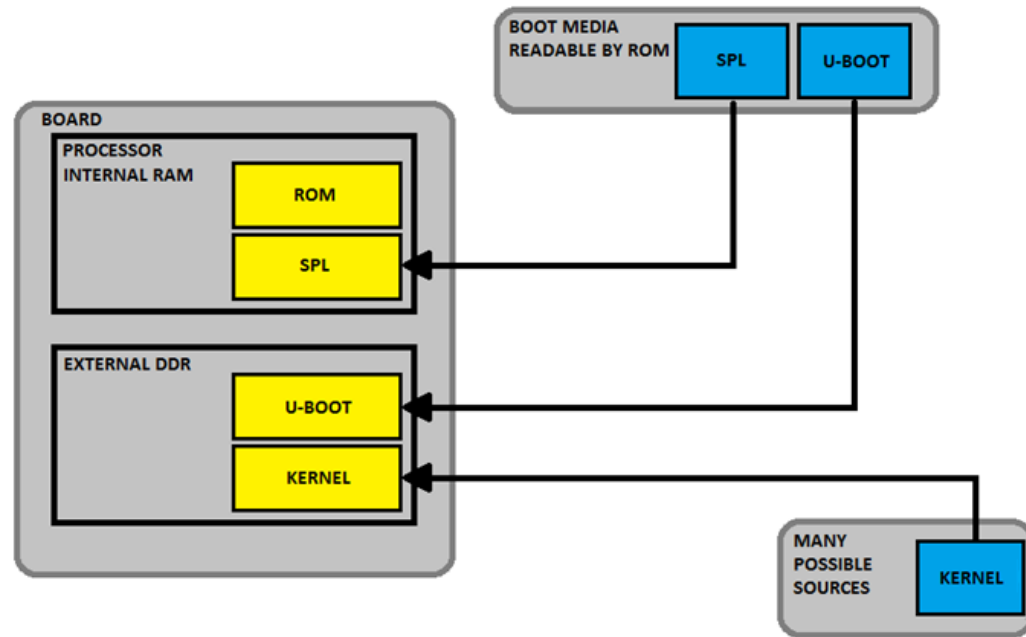 BOOT MEDIA
READABLE BY ROM
SPL
U-BOOT
BOARD
PROCESSOR
INTERNAL RAM
ROM
SPL
EXTERNAL DDR
U-BOOT
KERNEL
MANY
POSSIBLE
SOURCES
KERNEL